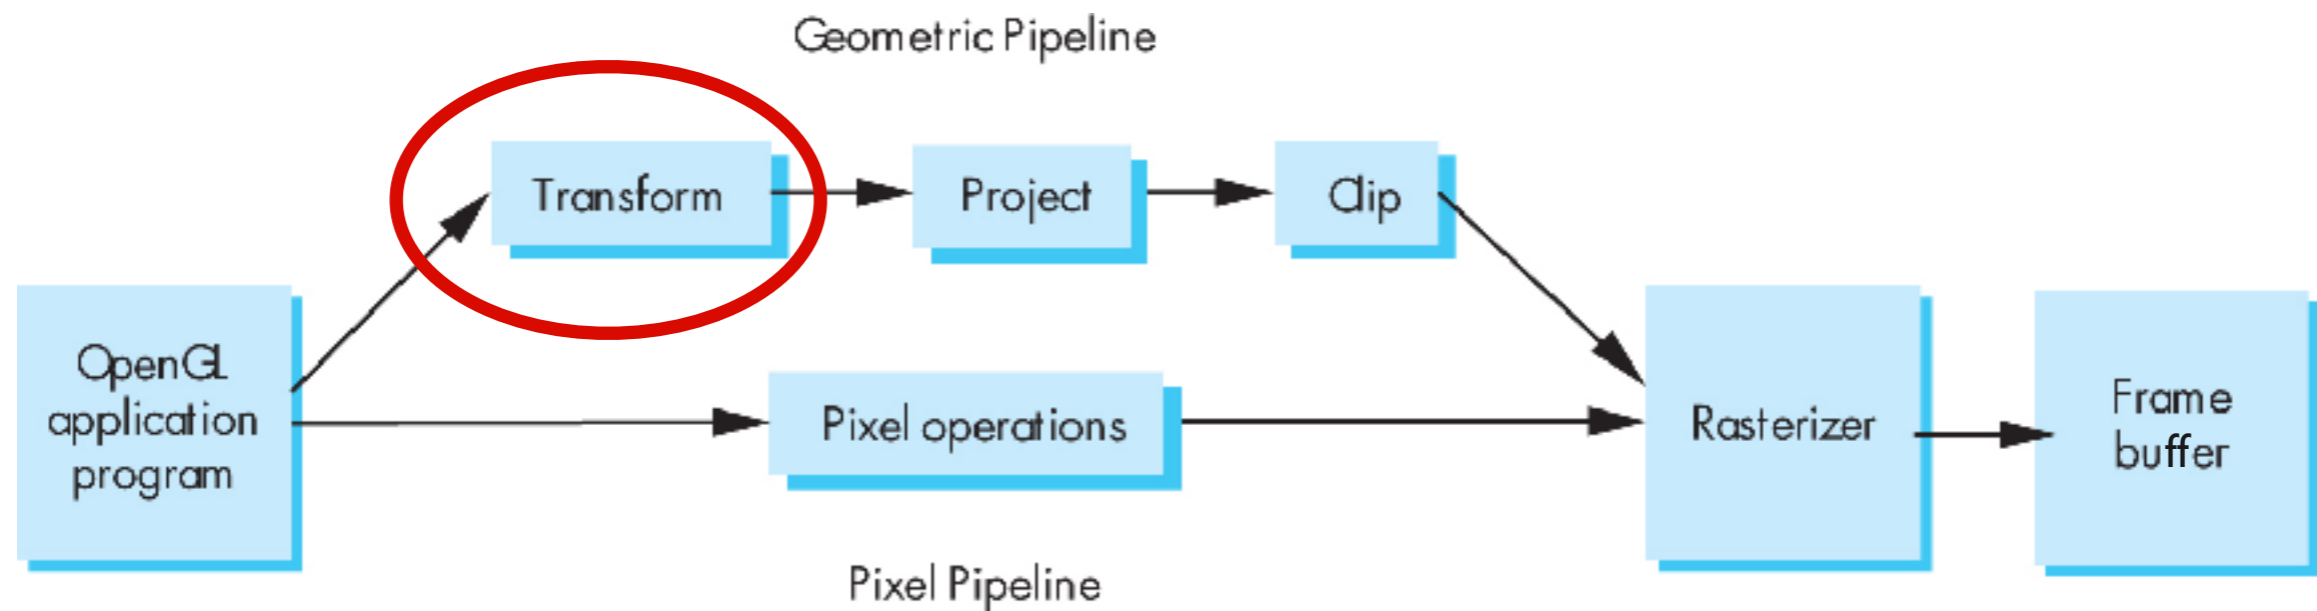 Geometric Pipeline
Transform
Project
Clip
OpenGL
application
program
Pixel operations
Rasterizer
Frame
buffer
Pixel Pipeline